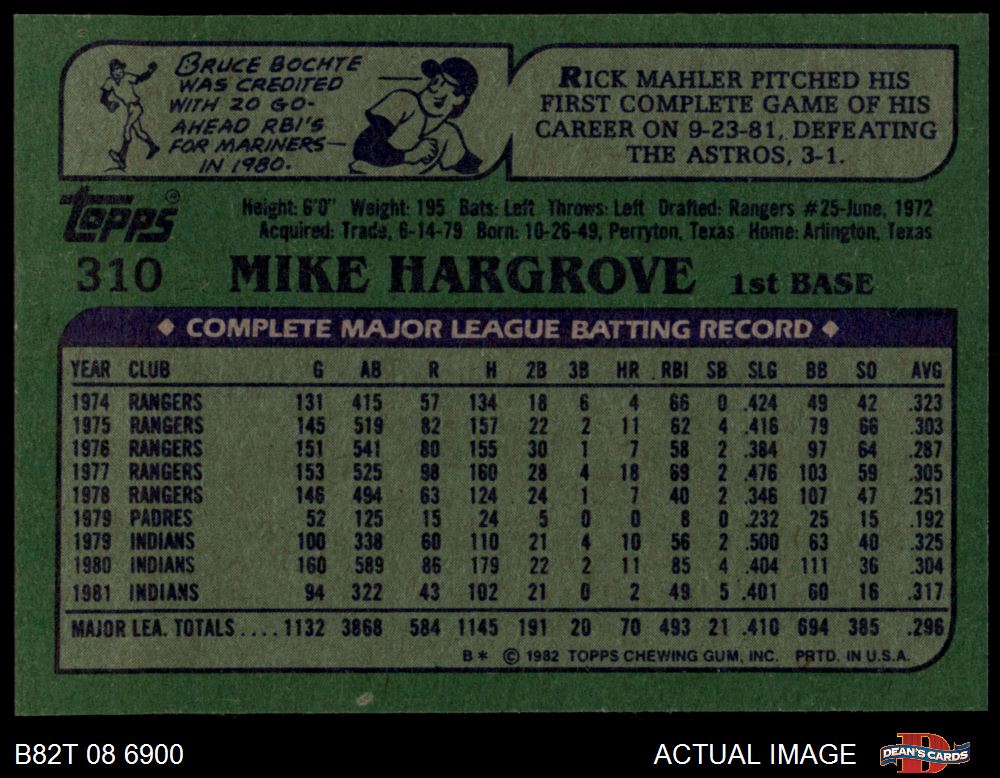 BRUCE BOCHTE
WAS CREDITED
WITH 20 GO-
AHEAD RBI'S
FOR MARINERS
IN 1980.
RICK MAHLER PITCHED HIS
FIRST COMPLETE GAME OF HIS
CAREER ON 9-23-81, DEFEATING
THE ASTROS, 3-1.
Topps®
Height: 6'0" Weight: 195 Bats: Left Throws: Left Drafted: Rangers #25-June, 1972
Acquired: Trade, 6-14-79 Born: 10-26-49, Perryton, Texas Home: Arlington, Texas
310 MIKE HARGROVE 1st BASE
◆ COMPLETE MAJOR LEAGUE BATTING RECORD ◆
YEAR CLUB G AB R H 2B 3B HR RBI SB SLG BB SO AVG
1974 RANGERS 131 415 57 134 18 6 4 66 0 .424 49 42 .323
1975 RANGERS 145 519 82 157 22 2 11 62 4 .416 79 66 .303
1976 RANGERS 151 541 80 155 30 1 7 58 2 .384 97 64 .287
1977 RANGERS 153 525 98 160 28 4 18 69 2 .476 103 59 .305
1978 RANGERS 146 494 63 124 24 1 7 40 2 .346 107 47 .251
1979 PADRES 52 125 15 24 5 0 0 8 0 .232 25 15 .192
1979 INDIANS 100 338 60 110 21 4 10 56 2 .500 63 40 .325
1980 INDIANS 160 589 86 179 22 2 11 85 4 .404 111 36 .304
1981 INDIANS 94 322 43 102 21 0 2 49 5 .401 60 16 .317
MAJOR LEA. TOTALS .... 1132 3868 584 1145 191 20 70 493 21 .410 694 385 .296
B* © 1982 TOPPS CHEWING GUM, INC. PRTD. IN U.S.A.
B82T 08 6900
ACTUAL IMAGE
D
DEAN'S CARDS